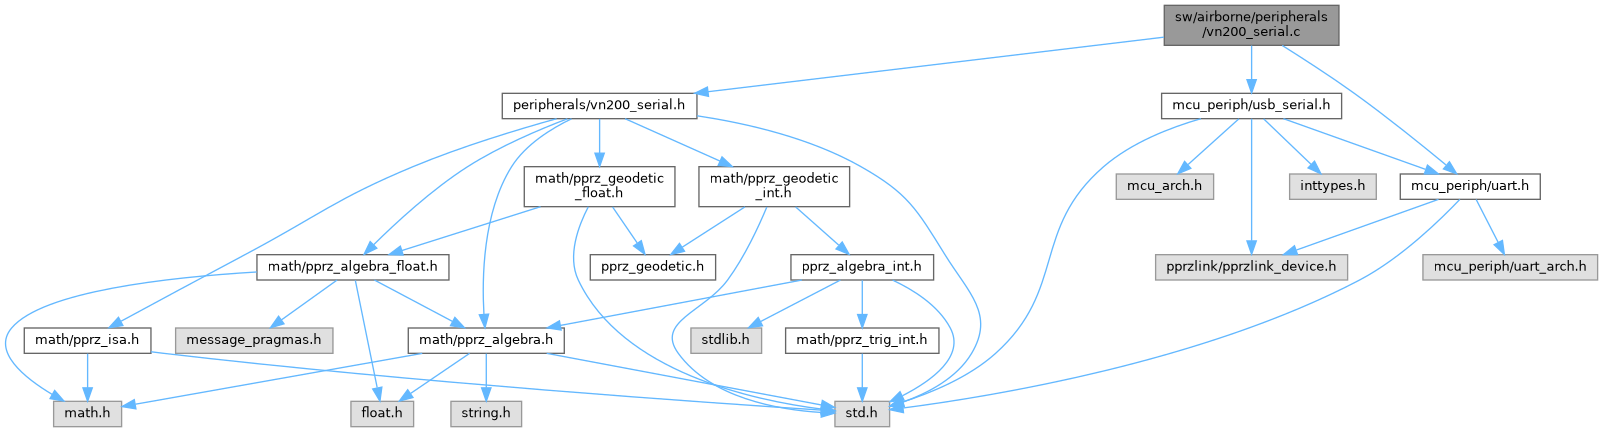 sw/airborne/peripherals
/vn200_serial.c
peripherals/vn200_serial.h
mcu_periph/usb_serial.h
math/pprz_geodetic
_float.h
math/pprz_geodetic
_int.h
mcu_arch.h
inttypes.h
mcu_periph/uart.h
math/pprz_algebra_float.h
pprz_geodetic.h
pprz_algebra_int.h
pprzlink/pprzlink_device.h
mcu_periph/uart_arch.h
math/pprz_isa.h
message_pragmas.h
math/pprz_algebra.h
stdlib.h
math/pprz_trig_int.h
math.h
float.h
string.h
std.h